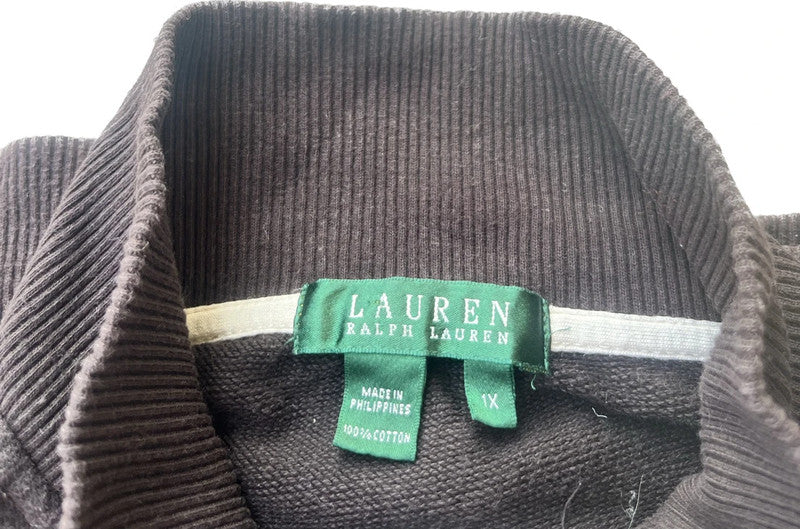 LAUREN
RALPH LAUREN
MADE IN
PHILIPPINES
100% COTTON
1X